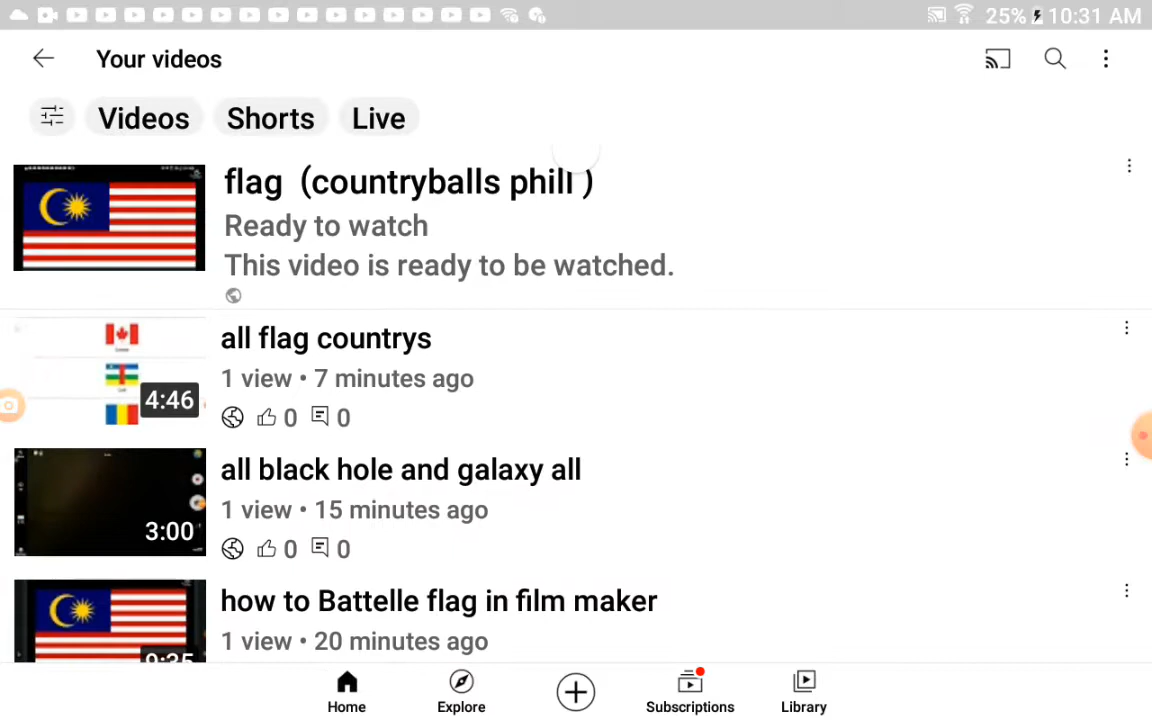 25% 10:31 AM
Your videos
Videos Shorts Live
flag (countryballs phill )
Ready to watch
This video is ready to be watched.
all flag countrys
1 view • 7 minutes ago
4:46
0 0
all black hole and galaxy all
1 view • 15 minutes ago
3:00
0 0
how to Battelle flag in film maker
1 view • 20 minutes ago
9:35
Home Explore Subscriptions Library